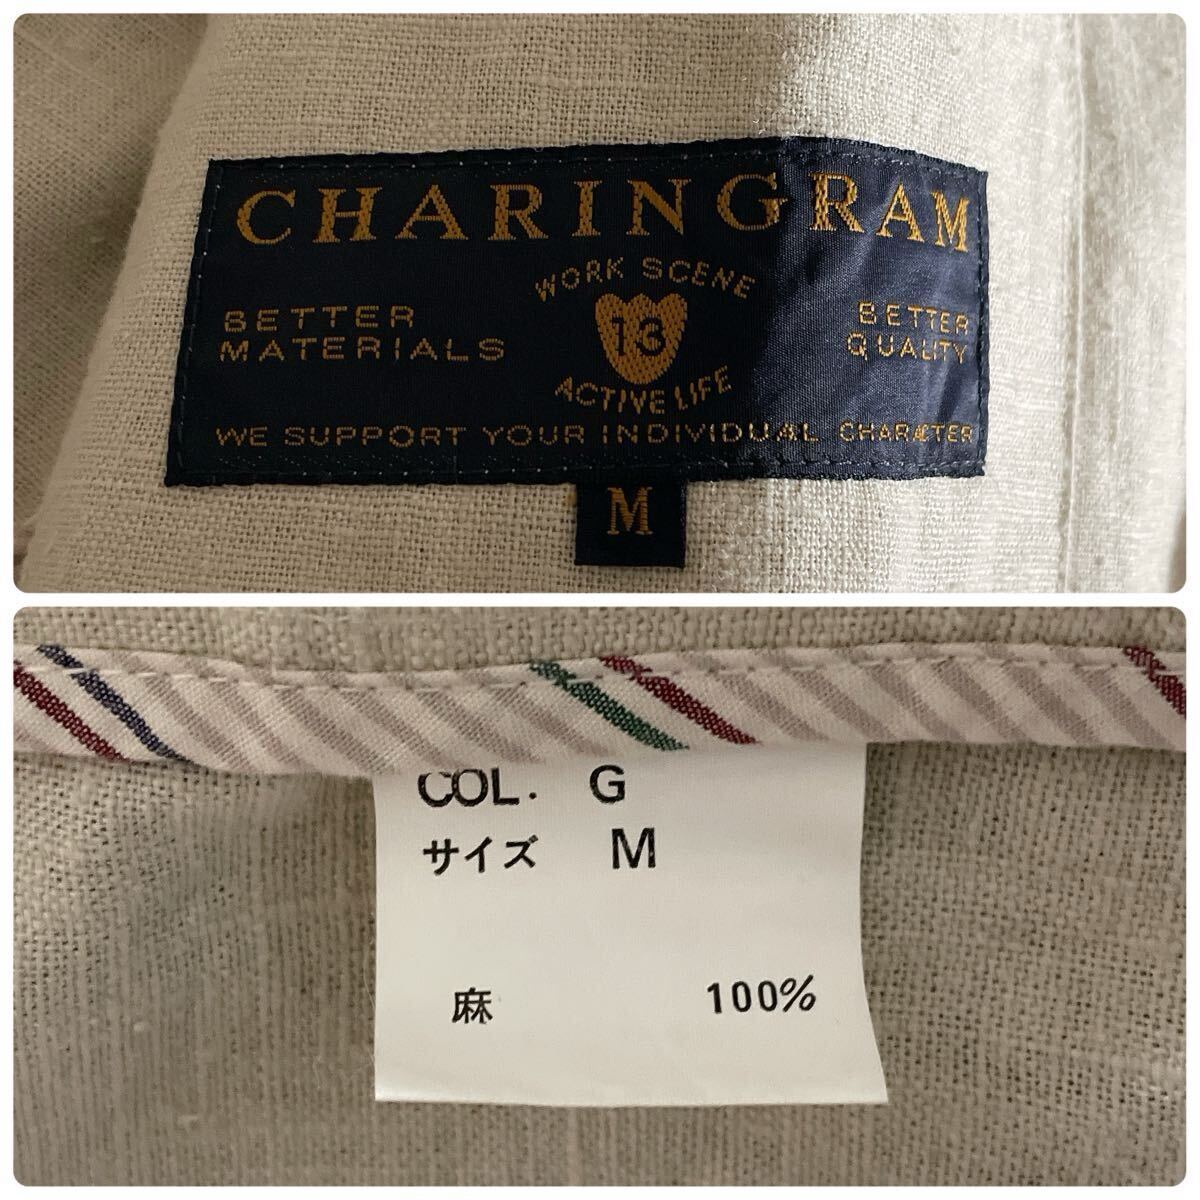 CHARINGRAM
WORK SCENE
BETTER
MATERIALS
13
BETTER
QUALITY
ACTIVE LIFE
WE SUPPORT YOUR INDIVIDUAL CHARACTER
M
COL. G
サイズ M
麻 100%